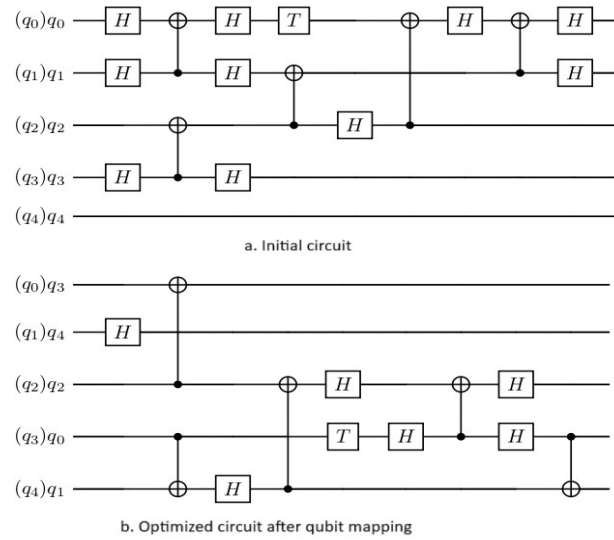 (q₀)q₀ H H T H H
(q₁)q₁ H H H
(q₂)q₂ H
(q₃)q₃ H H
(q₄)q₄
a. Initial circuit
(q₀)q₃
(q₁)q₄ H
(q₂)q₂ H H
(q₃)q₀ T H H
(q₄)q₁ H
b. Optimized circuit after qubit mapping